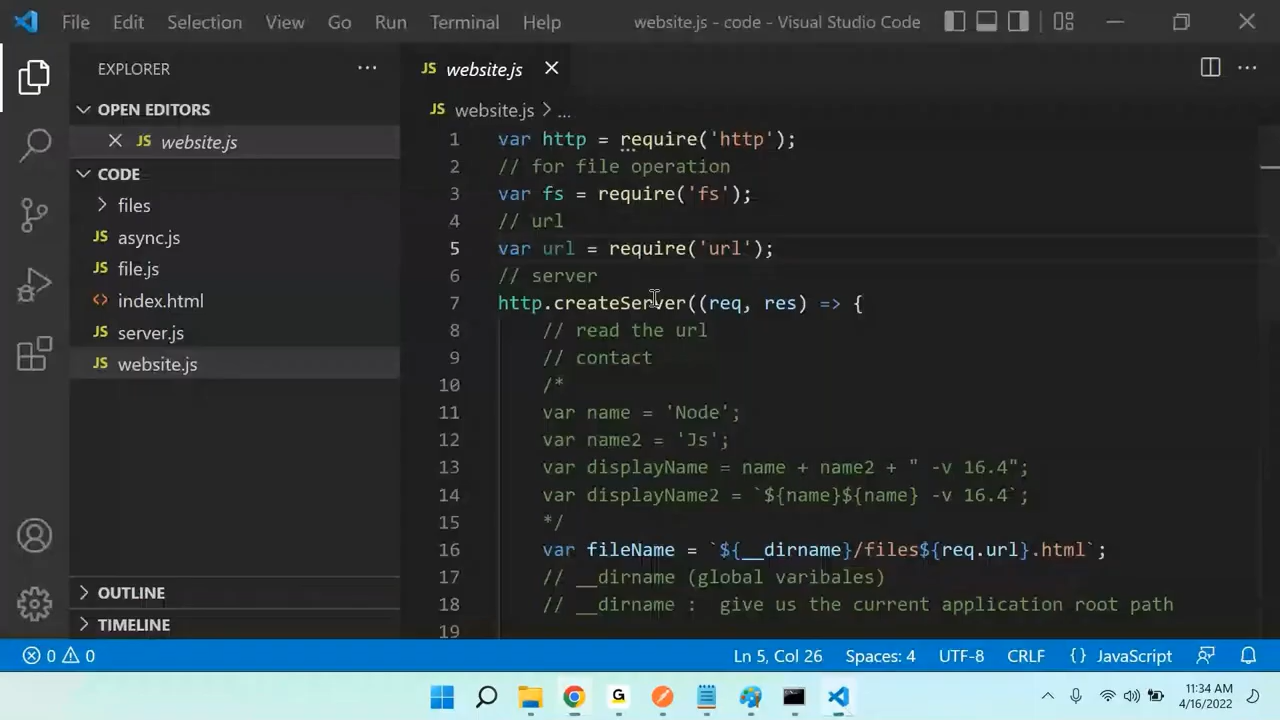 File Edit Selection View Go Run Terminal Help website.js - code - Visual Studio Code
EXPLORER
OPEN EDITORS
JS website.js
CODE
files
JS async.js
JS file.js
<> index.html
JS server.js
JS website.js
OUTLINE
TIMELINE
JS website.js
JS website.js > ...
1 var http = require('http');
2 // for file operation
3 var fs = require('fs');
4 // url
5 var url = require('url');
6 // server
7 http.createServer((req, res) => {
8 // read the url
9 // contact
10 /*
11 var name = 'Node';
12 var name2 = 'Js';
13 var displayName = name + name2 + " -v 16.4";
14 var displayName2 = `${name}${name} -v 16.4`;
15 */
16 var fileName = `${__dirname}/files${req.url}.html`;
17 // __dirname (global varibales)
18 // __dirname :  give us the current application root path
19
0 0 Ln 5, Col 26 Spaces: 4 UTF-8 CRLF {} JavaScript
G
11:34 AM
4/16/2022